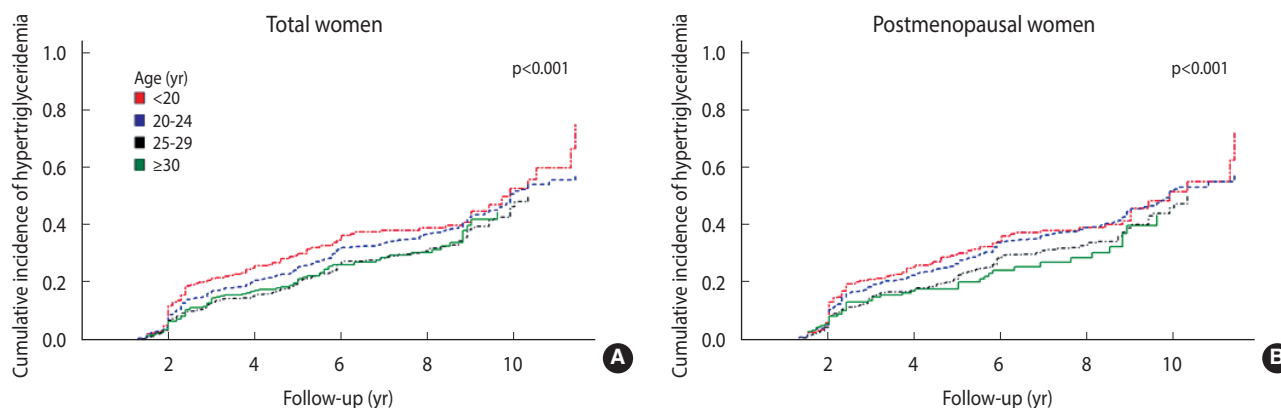 Total women
Cumulative incidence of hypertriglyceridemia
1.0
0.8
0.6
0.4
0.2
0.0
p<0.001
Age (yr)
<20
20-24
25-29
≥30
2 4 6 8 10
Follow-up (yr)
A
Postmenopausal women
Cumulative incidence of hypertriglyceridemia
1.0
0.8
0.6
0.4
0.2
0.0
p<0.001
2 4 6 8 10
Follow-up (yr)
B